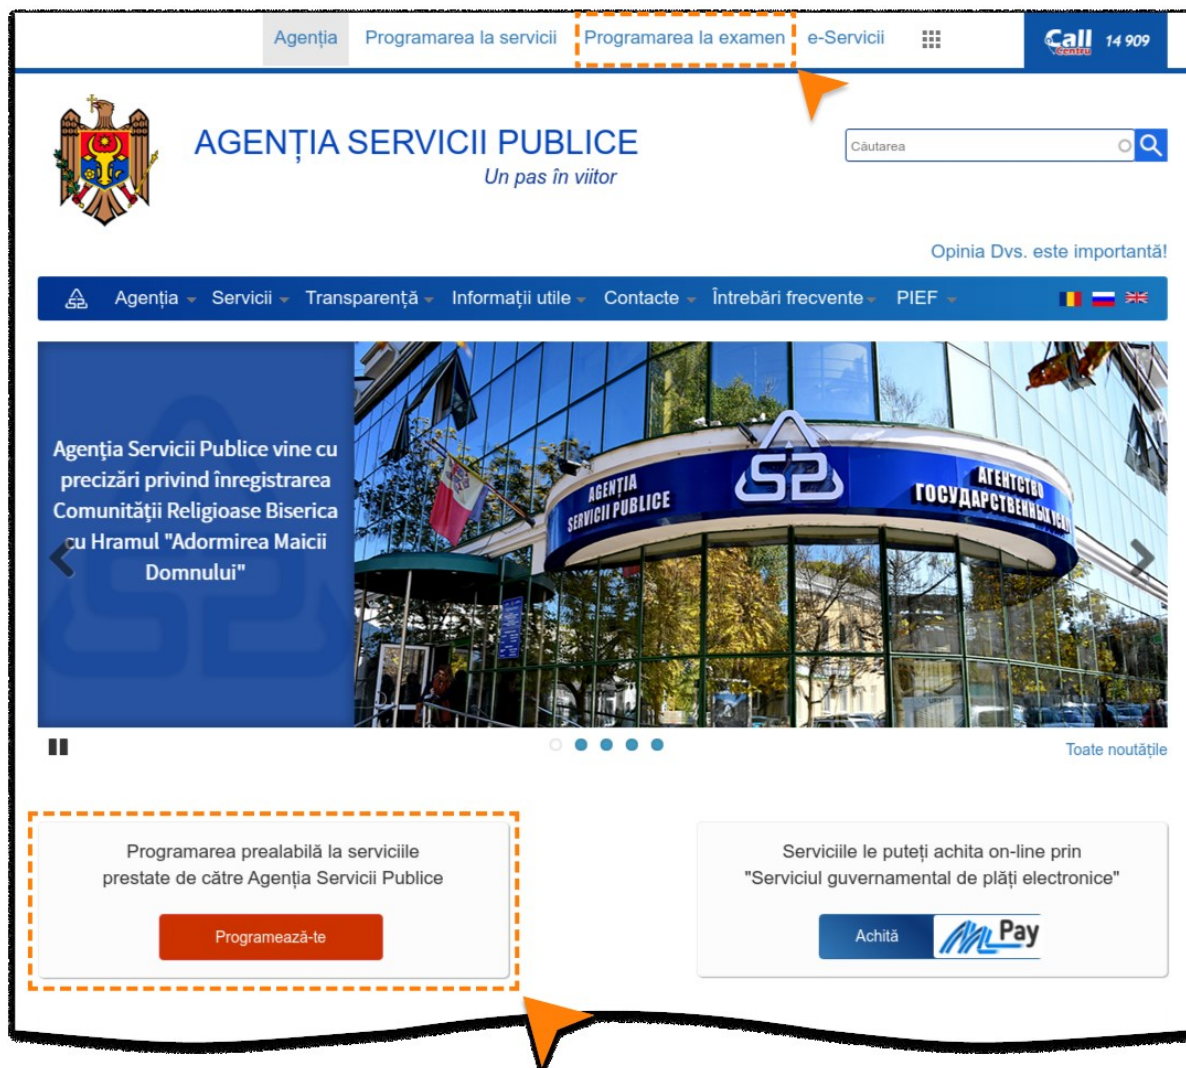 Agenția Programarea la servicii Programarea la examen e-Servicii Call Centru 14 909
AGENȚIA SERVICII PUBLICE
Un pas în viitor
Căutarea
Opinia Dvs. este importantă!
Agenția Servicii Transparență Informații utile Contacte Întrebări frecvente PIEF
Agenția Servicii Publice vine cu
precizări privind înregistrarea
Comunității Religioase Biserica
cu Hramul "Adormirea Maicii
Domnului"
AGENȚIA
SERVICII PUBLICE
АГЕНТСТВО
ГОСУДАРСТВЕННЫХ УСЛУГ
Toate noutățile
Programarea prealabilă la serviciile
prestate de către Agenția Servicii Publice
Programează-te
Serviciile le puteți achita on-line prin
"Serviciul guvernamental de plăți electronice"
Achită Pay